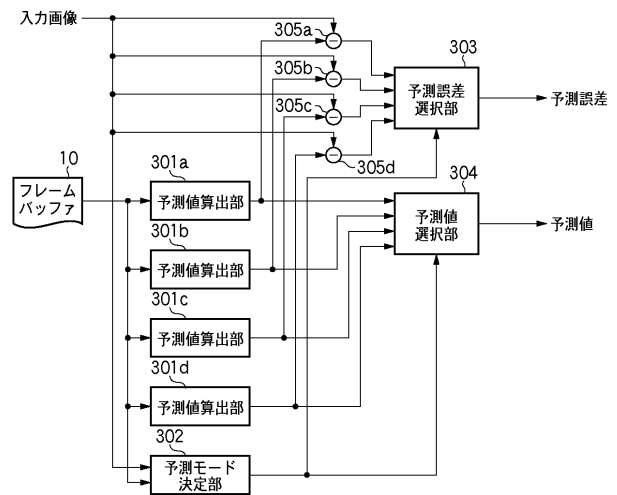 入力画像
305a
305b
305c
305d
303
予測誤差
選択部
予測誤差
10
フレーム
バッファ
301a
予測値算出部
304
予測値
選択部
予測値
301b
予測値算出部
301c
予測値算出部
301d
予測値算出部
302
予測モード
決定部